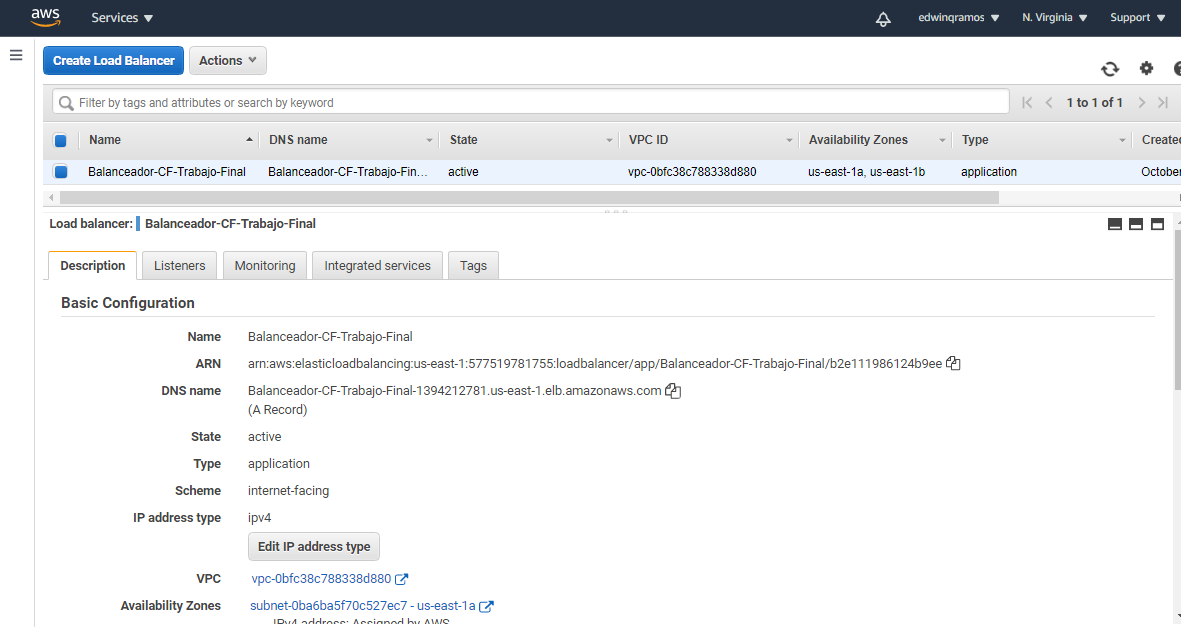 aws Services edwinqramos N. Virginia Support
Create Load Balancer Actions
Filter by tags and attributes or search by keyword 1 to 1 of 1
Name DNS name State VPC ID Availability Zones Type Create
Balanceador-CF-Trabajo-Final Balanceador-CF-Trabajo-Fin... active vpc-0bfc38c788338d880 us-east-1a, us-east-1b application October
Load balancer: Balanceador-CF-Trabajo-Final
Description Listeners Monitoring Integrated services Tags
Basic Configuration
Name Balanceador-CF-Trabajo-Final
ARN arn:aws:elasticloadbalancing:us-east-1:577519781755:loadbalancer/app/Balanceador-CF-Trabajo-Final/b2e111986124b9ee
DNS name Balanceador-CF-Trabajo-Final-1394212781.us-east-1.elb.amazonaws.com
(A Record)
State active
Type application
Scheme internet-facing
IP address type ipv4
Edit IP address type
VPC vpc-0bfc38c788338d880
Availability Zones subnet-0ba6ba5f70c527ec7 - us-east-1a
IPv4 address: Assigned by AWS